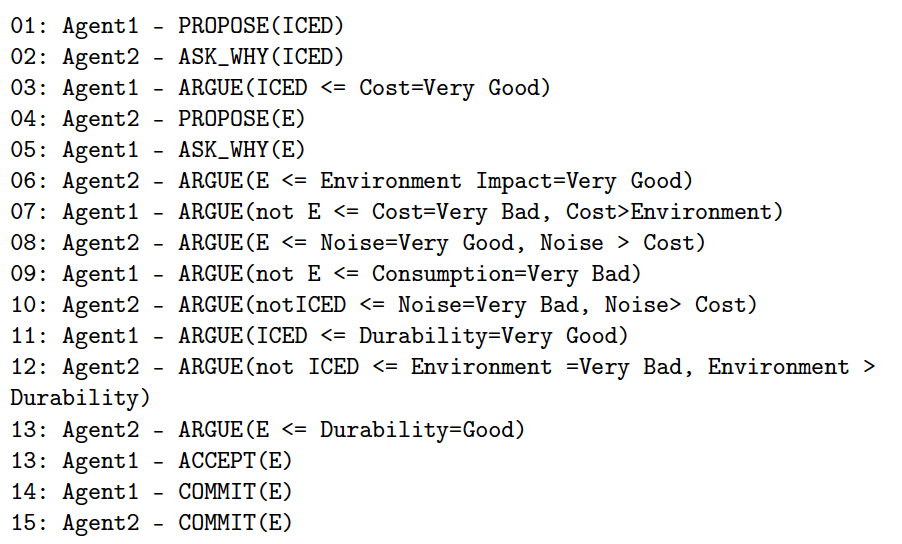 01: Agent1 - PROPOSE(ICED)
02: Agent2 - ASK_WHY(ICED)
03: Agent1 - ARGUE(ICED <= Cost=Very Good)
04: Agent2 - PROPOSE(E)
05: Agent1 - ASK_WHY(E)
06: Agent2 - ARGUE(E <= Environment Impact=Very Good)
07: Agent1 - ARGUE(not E <= Cost=Very Bad, Cost>Environment)
08: Agent2 - ARGUE(E <= Noise=Very Good, Noise > Cost)
09: Agent1 - ARGUE(not E <= Consumption=Very Bad)
10: Agent2 - ARGUE(notICED <= Noise=Very Bad, Noise> Cost)
11: Agent1 - ARGUE(ICED <= Durability=Very Good)
12: Agent2 - ARGUE(not ICED <= Environment =Very Bad, Environment >
Durability)
13: Agent2 - ARGUE(E <= Durability=Good)
13: Agent1 - ACCEPT(E)
14: Agent1 - COMMIT(E)
15: Agent2 - COMMIT(E)